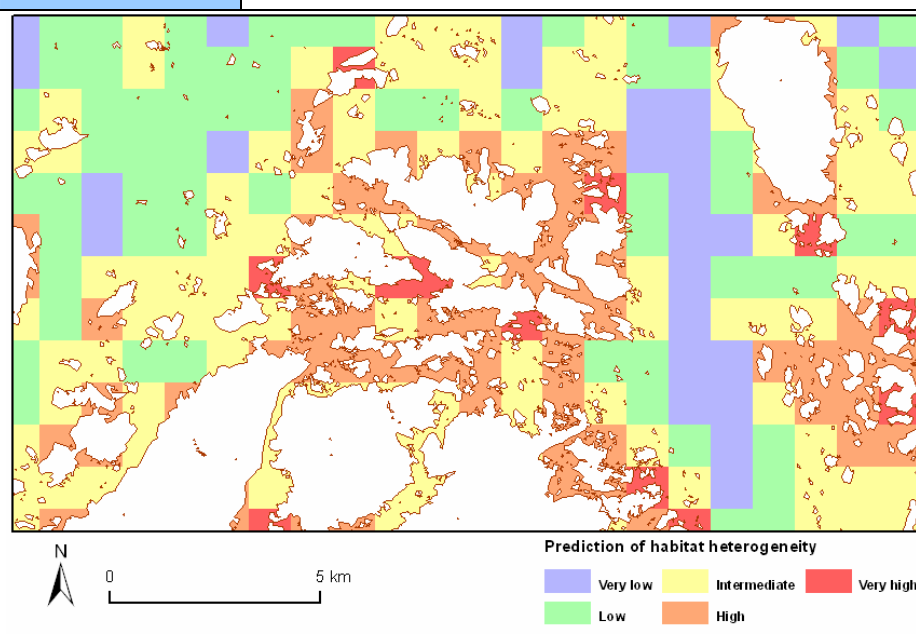 Prediction of habitat heterogeneity
N
0 5 km
Very low Intermediate Very high
Low High